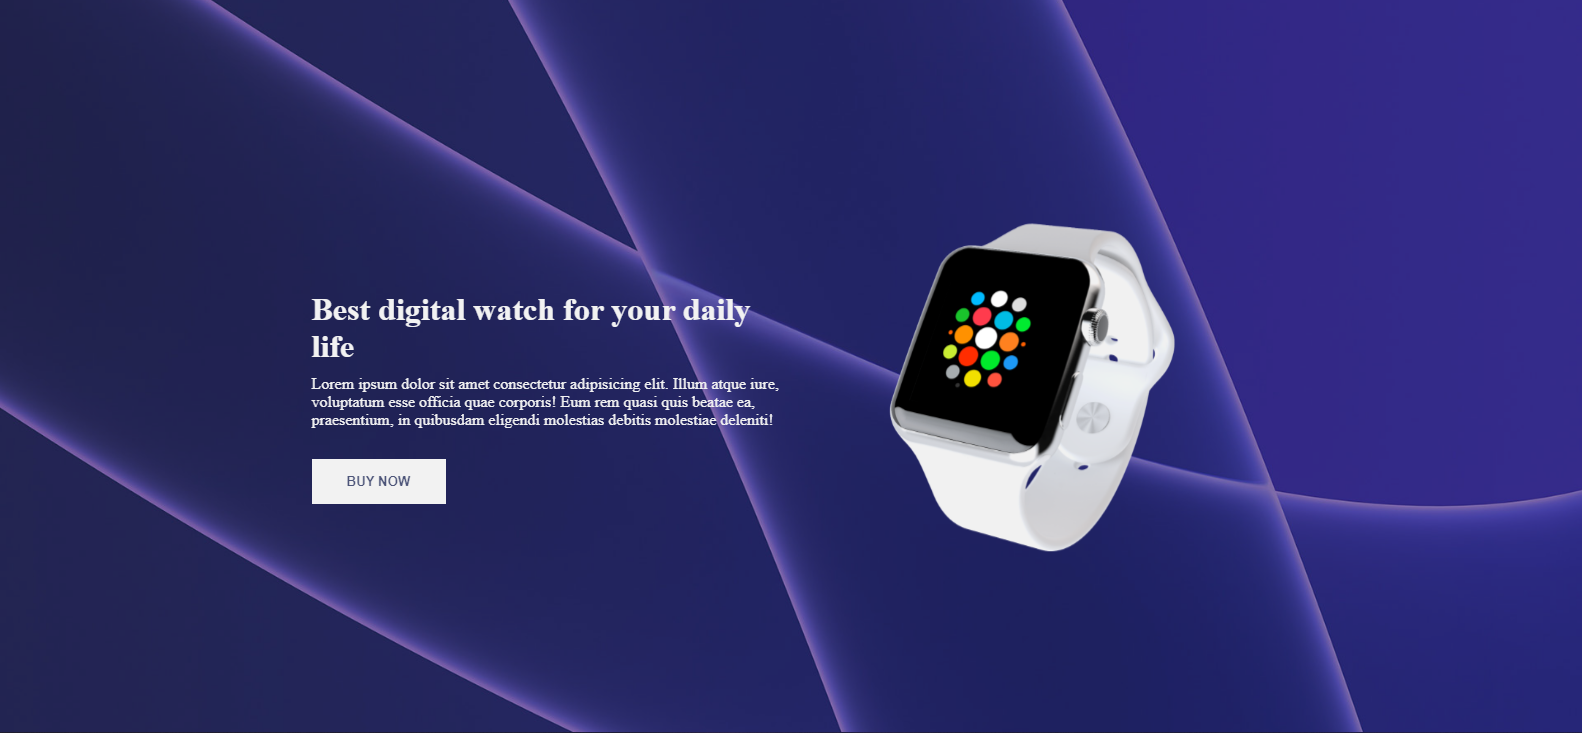 Best digital watch for your daily
life
Lorem ipsum dolor sit amet consectetur adipisicing elit. Illum atque iure,
voluptatum esse officia quae corporis! Eum rem quasi quis beatae ea,
praesentium, in quibusdam eligendi molestias debitis molestiae deleniti!
BUY NOW